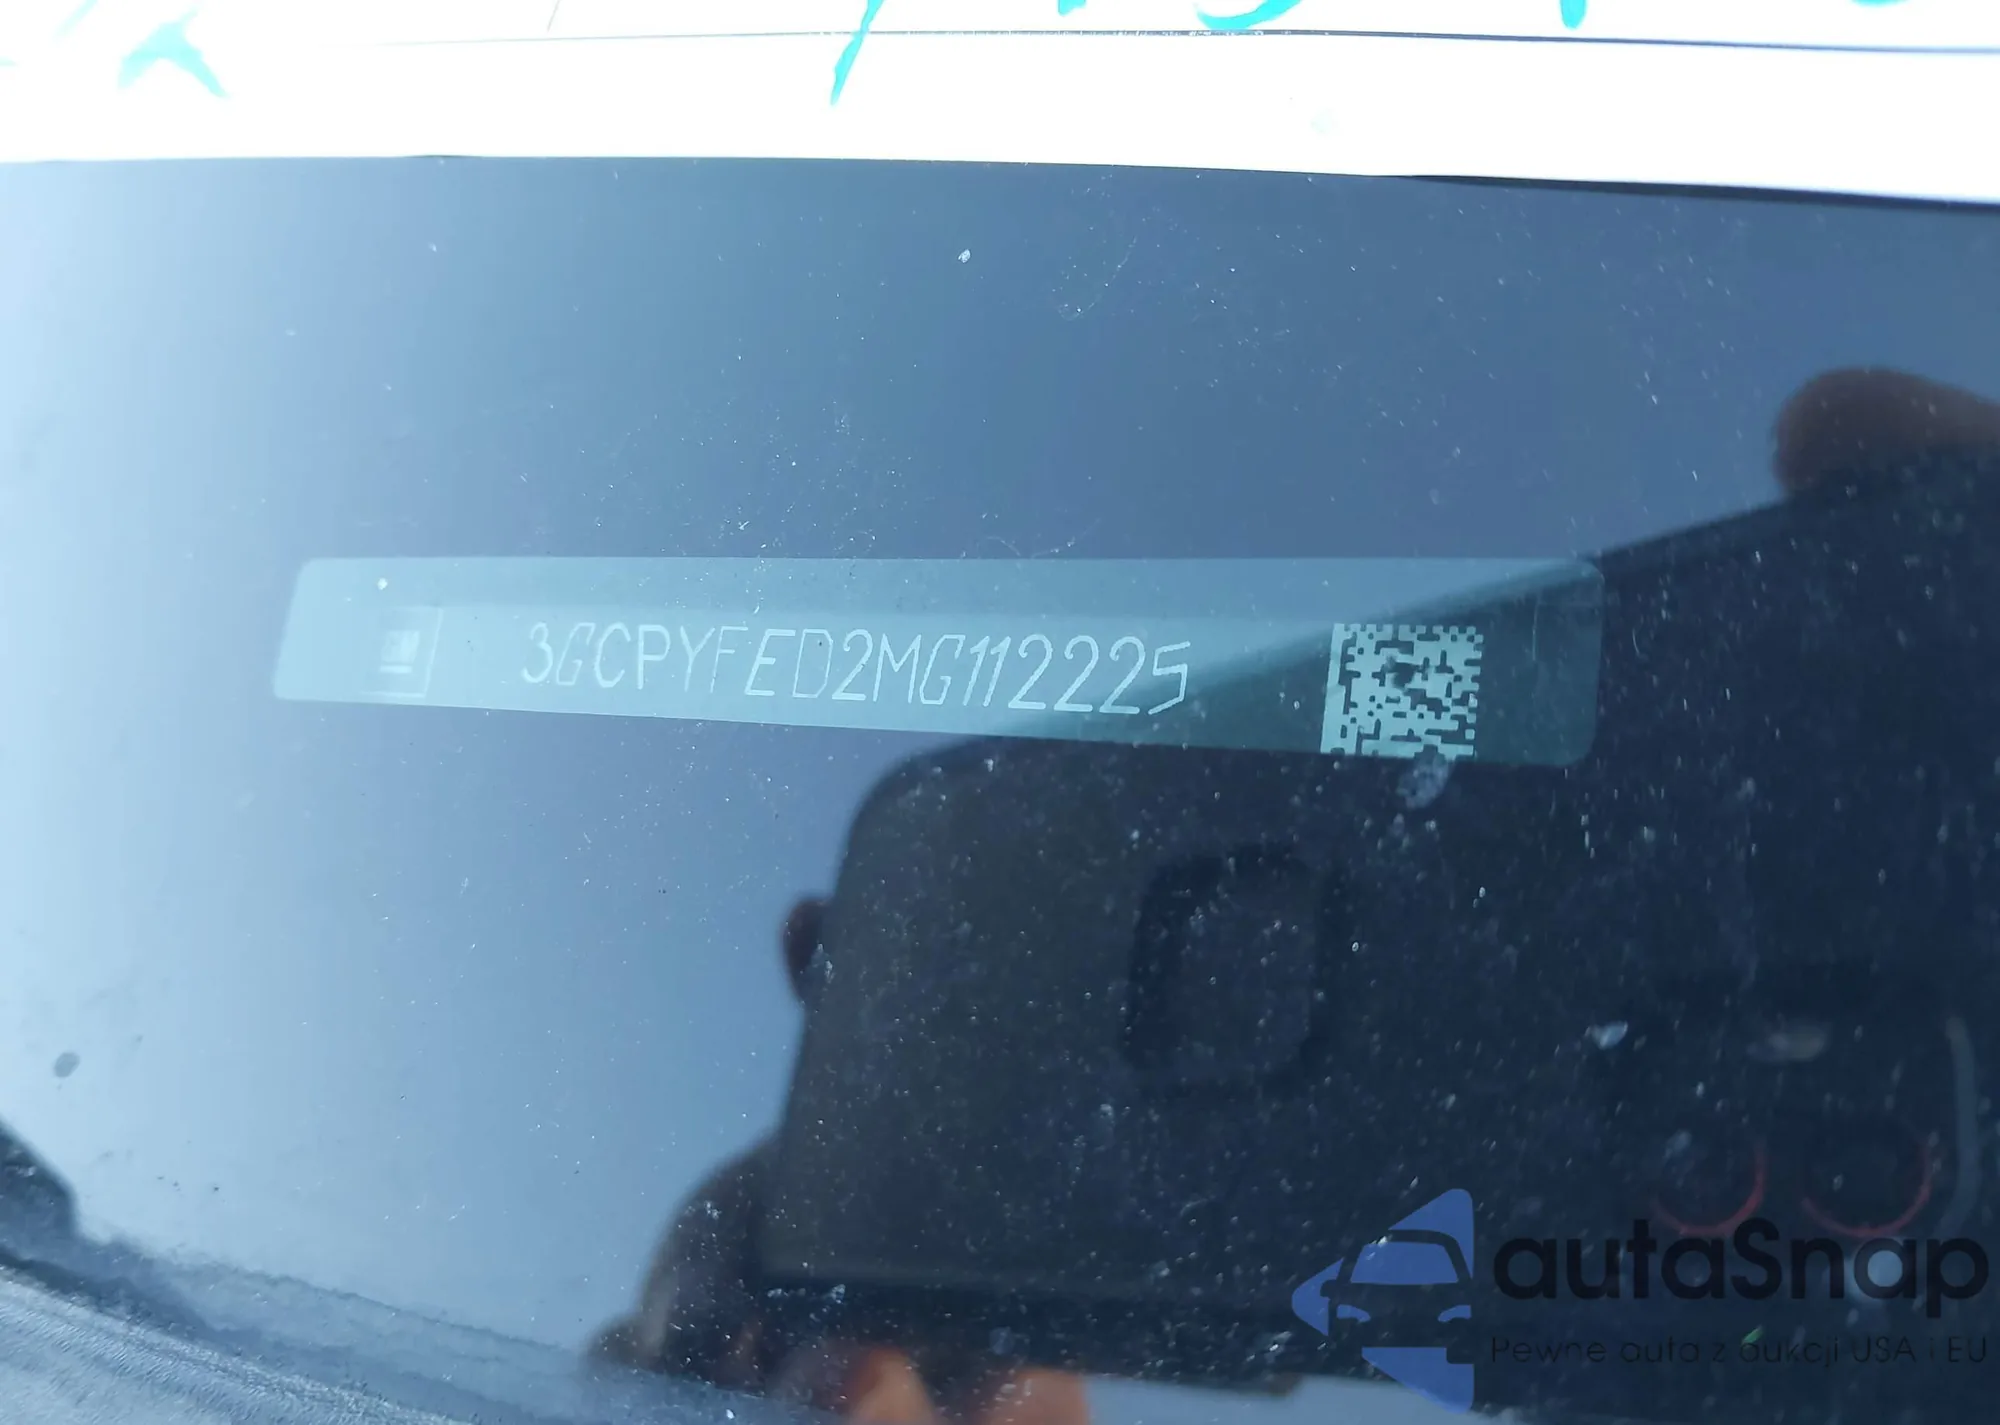 3GCPYFED2MG112225
autaSnap
Pewne auta z aukcji USA i EU